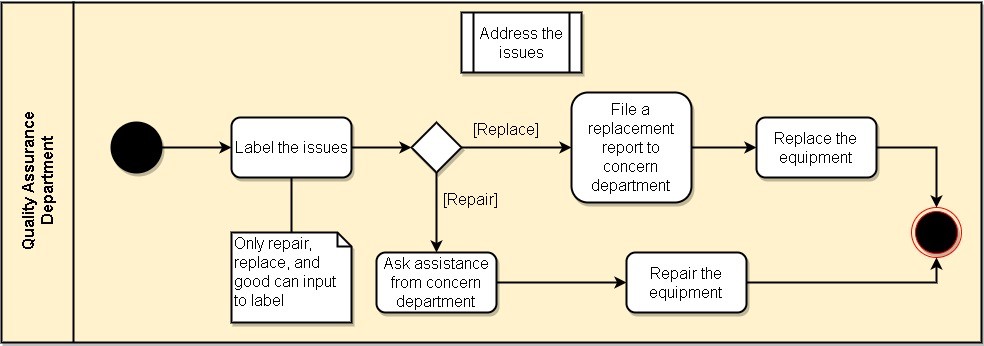 Quality Assurance
Department
Address the
issues
Label the issues
Only repair,
replace, and
good can input
to label
[Replace]
[Repair]
File a
replacement
report to
concern
department
Replace the
equipment
Ask assistance
from concern
department
Repair the
equipment